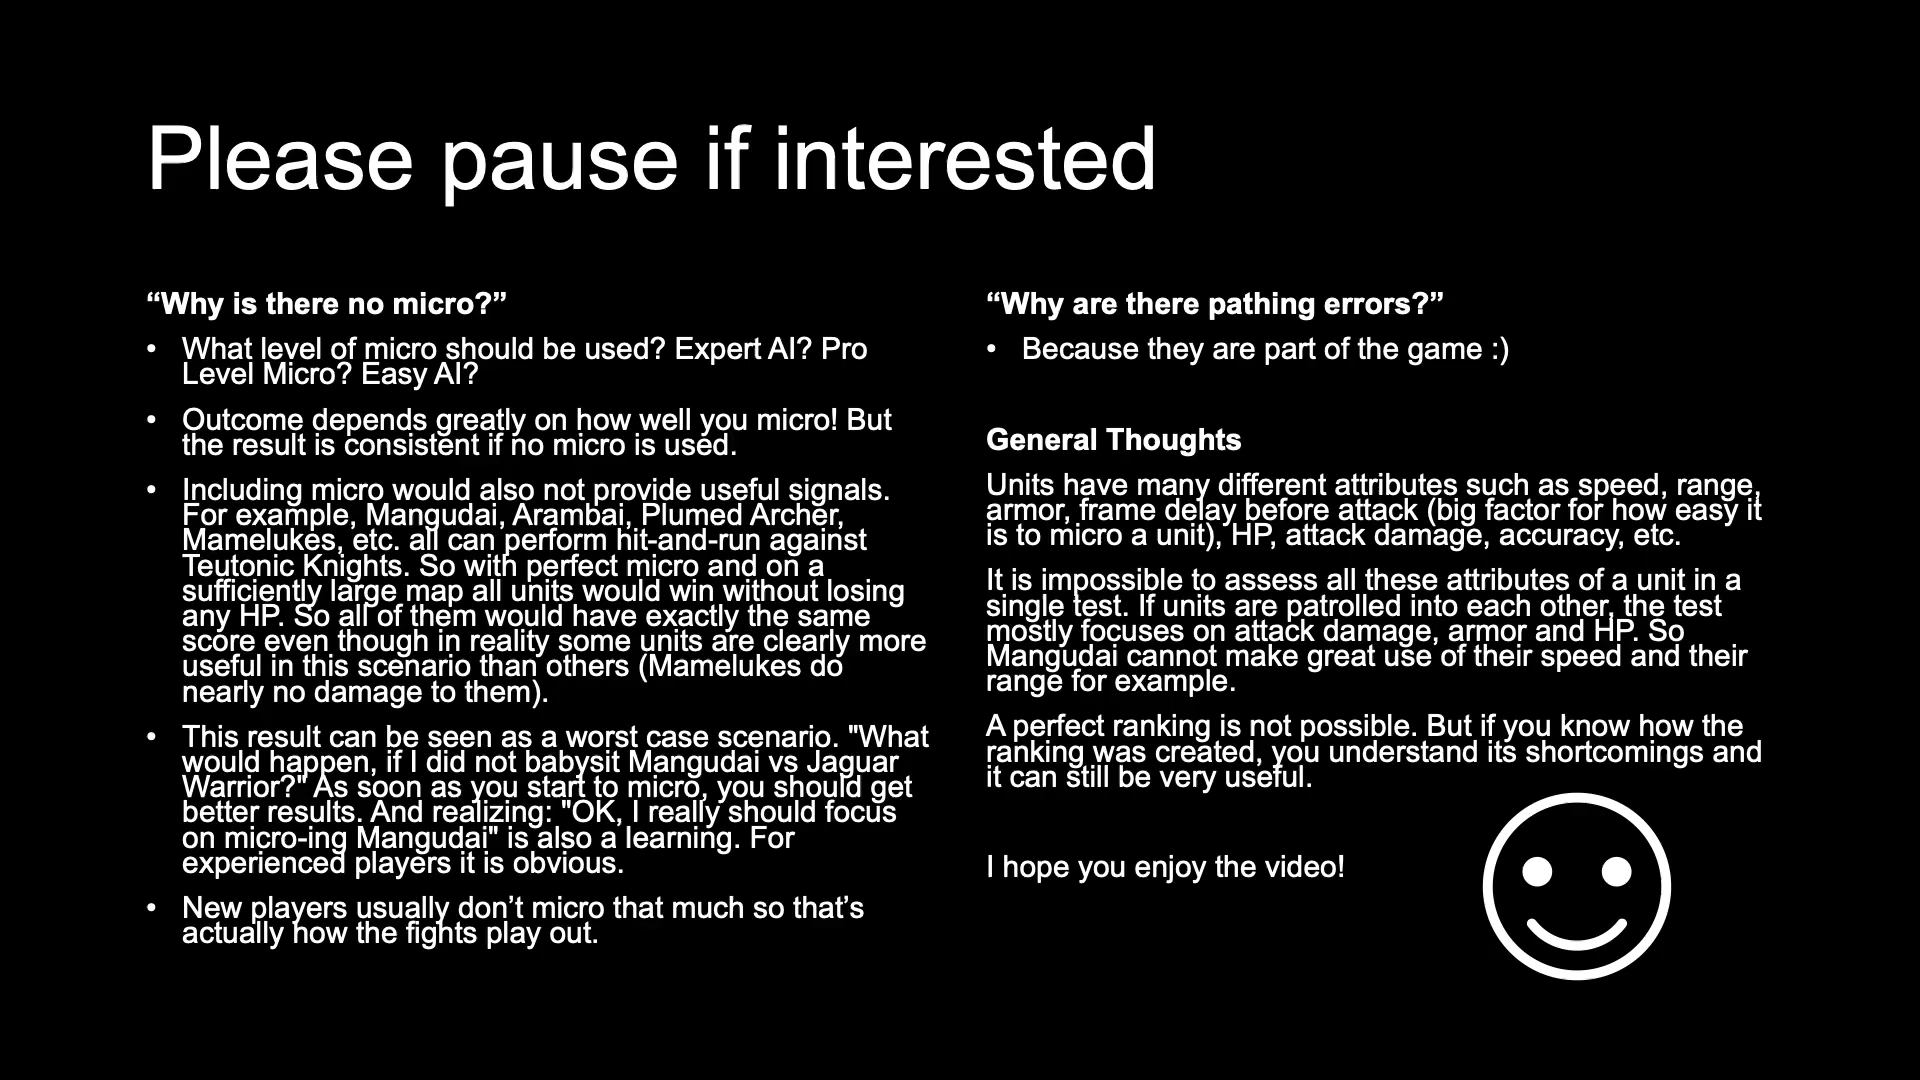 Please pause if interested
“Why is there no micro?”
• What level of micro should be used? Expert AI? Pro
Level Micro? Easy AI?
• Outcome depends greatly on how well you micro! But
the result is consistent if no micro is used.
• Including micro would also not provide useful signals.
For example, Mangudai, Arambai, Plumed Archer,
Mamelukes, etc. all can perform hit-and-run against
Teutonic Knights. So with perfect micro and on a
sufficiently large map all units would win without losing
any HP. So all of them would have exactly the same
score even though in reality some units are clearly more
useful in this scenario than others (Mamelukes do
nearly no damage to them).
• This result can be seen as a worst case scenario. "What
would happen, if I did not babysit Mangudai vs Jaguar
Warrior?" As soon as you start to micro, you should get
better results. And realizing: "OK, I really should focus
on micro-ing Mangudai" is also a learning. For
experienced players it is obvious.
• New players usually don’t micro that much so that’s
actually how the fights play out.
“Why are there pathing errors?”
• Because they are part of the game :)
General Thoughts
Units have many different attributes such as speed, range,
armor, frame delay before attack (big factor for how easy it
is to micro a unit), HP, attack damage, accuracy, etc.
It is impossible to assess all these attributes of a unit in a
single test. If units are patrolled into each other, the test
mostly focuses on attack damage, armor and HP. So
Mangudai cannot make great use of their speed and their
range for example.
A perfect ranking is not possible. But if you know how the
ranking was created, you understand its shortcomings and
it can still be very useful.
I hope you enjoy the video!